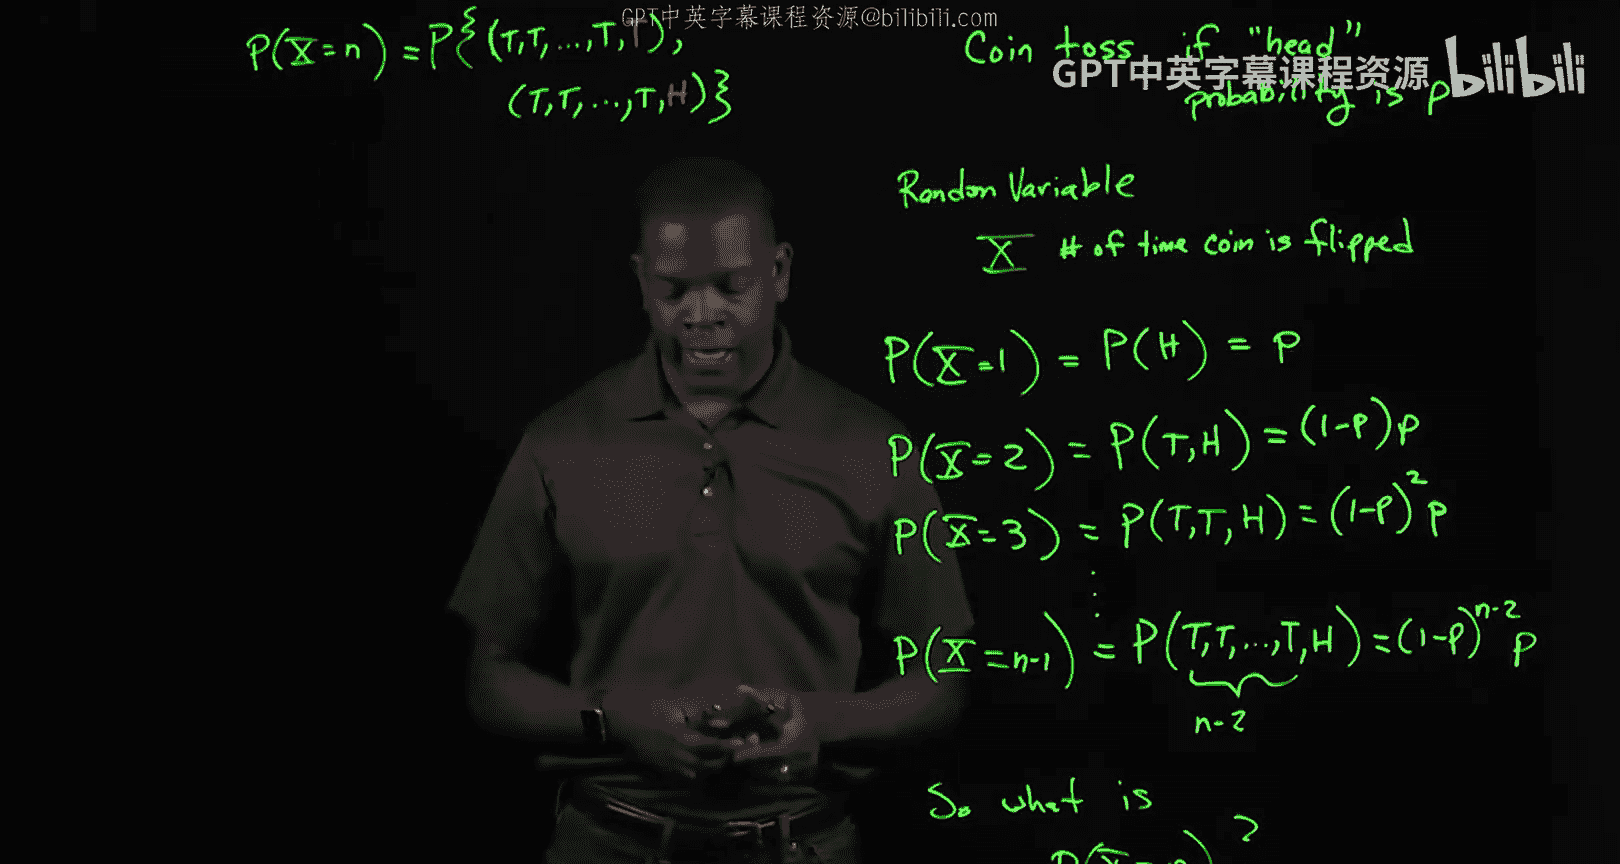 GPT中英字幕课程资源@bilibili.com
P(X=n) = P{(T,T,...,T,T),
(T,T,...,T,H)}
Coin toss if "head"
probability is p
GPT中英字幕课程资源 bilibili
Random Variable
X # of time coin is flipped
P(X=1) = P(H) = p
P(X=2) = P(T,H) = (1-p)p
P(X=3) = P(T,T,H) = (1-p)²p
⋮
P(X=n-1) = P(T,T,...,T,H) = (1-p)ⁿ⁻² p
n-2
So what is
P(X=n) ?